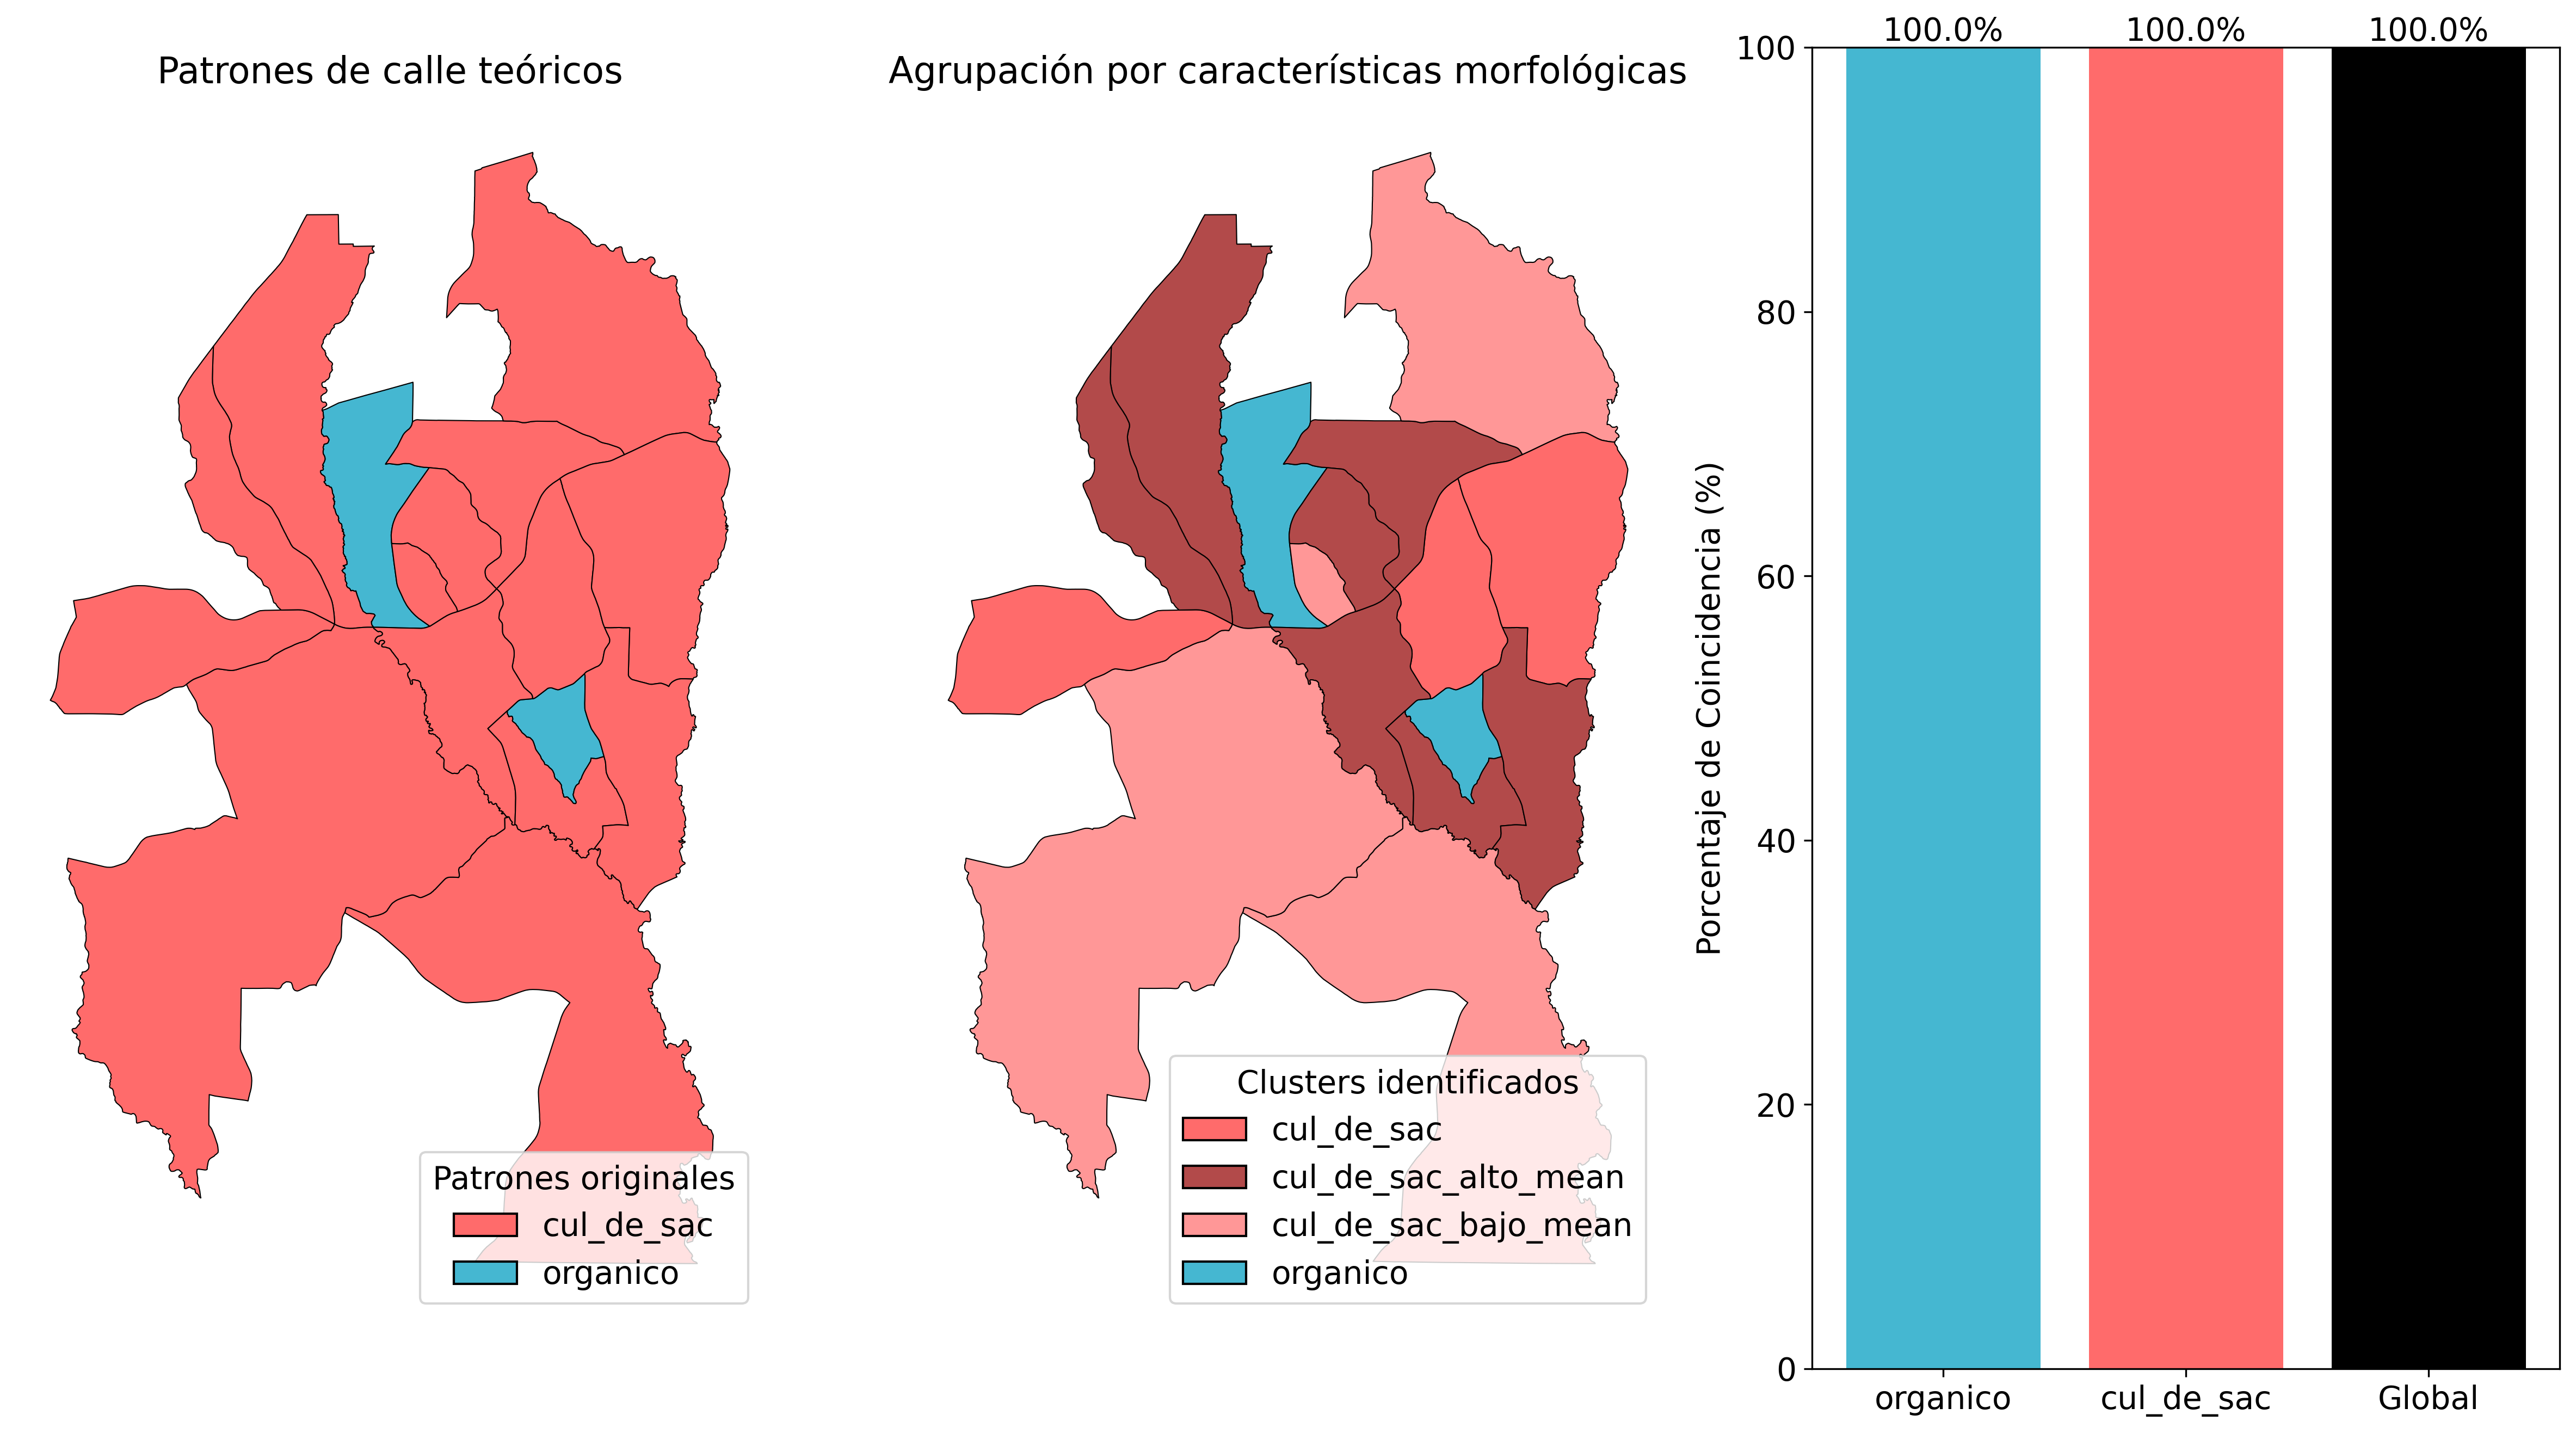 Patrones de calle teóricos
Patrones originales
cul_de_sac
organico
Agrupación por características morfológicas
Clusters identificados
cul_de_sac
cul_de_sac_alto_mean
cul_de_sac_bajo_mean
organico
Porcentaje de Coincidencia (%)
100
80
60
40
20
0
100.0%
100.0%
100.0%
organico
cul_de_sac
Global